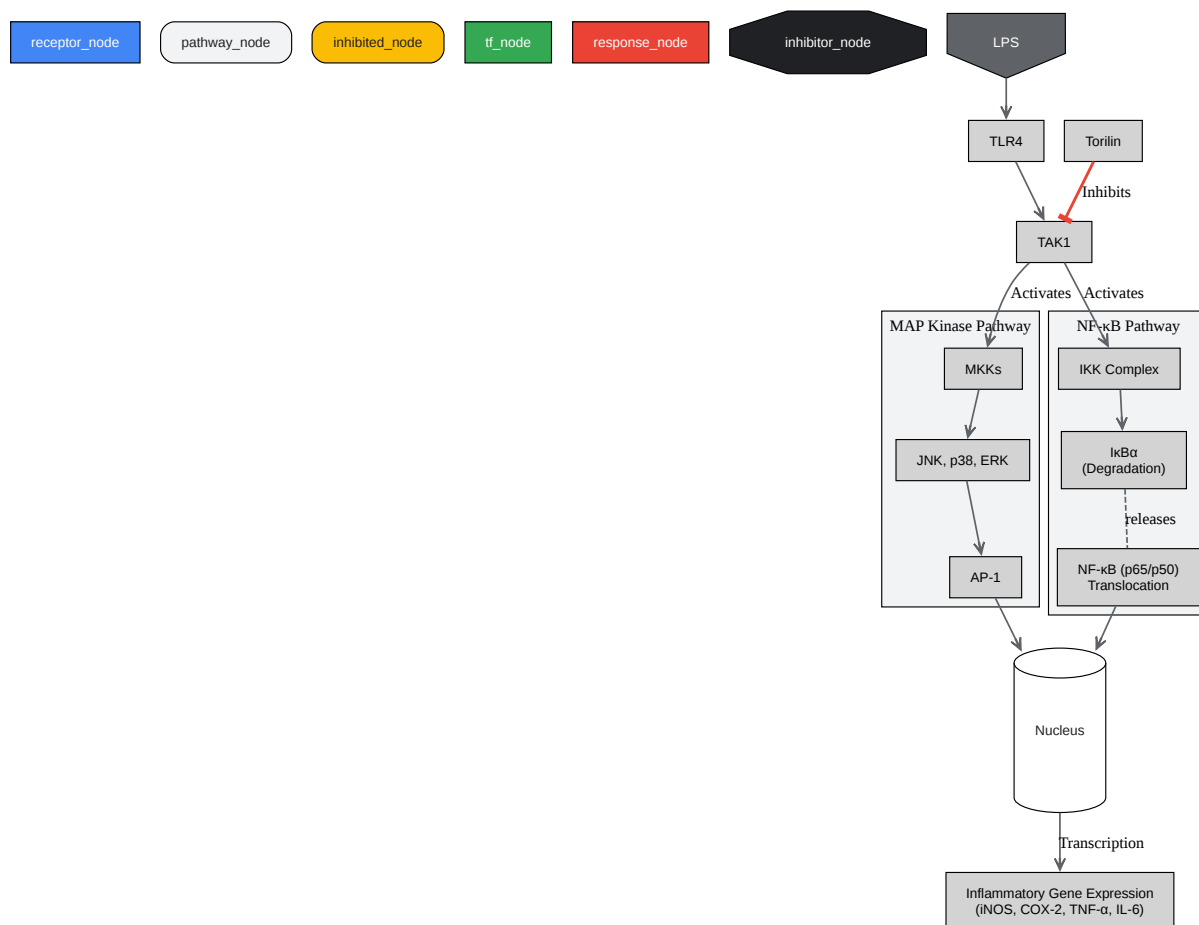 receptor_node
pathway_node
inhibited_node
tf_node
response_node
inhibitor_node
LPS
TLR4
Torilin
Inhibits
TAK1
Activates
Activates
MAP Kinase Pathway
NF-κB Pathway
MKKs
IKK Complex
JNK, p38, ERK
IκBα
(Degradation)
releases
AP-1
NF-κB (p65/p50)
Translocation
Nucleus
Transcription
Inflammatory Gene Expression
(iNOS, COX-2, TNF-α, IL-6)